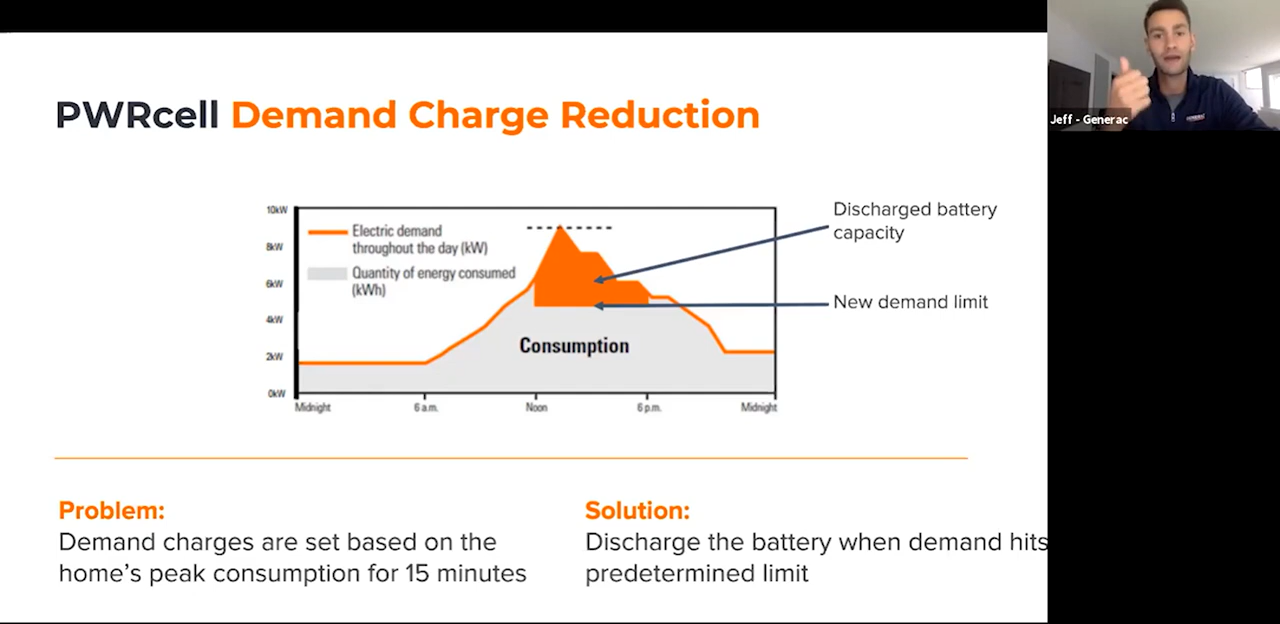 PWRcell Demand Charge Reduction
Jeff - Generac
10kW
8kW
6kW
4kW
2kW
0kW
Electric demand
throughout the day (kW)
Quantity of energy consumed
(kWh)
Consumption
Midnight
6 a.m.
Noon
6 p.m.
Midnight
Discharged battery
capacity
New demand limit
Problem:
Demand charges are set based on the
home’s peak consumption for 15 minutes
Solution:
Discharge the battery when demand hits
predetermined limit